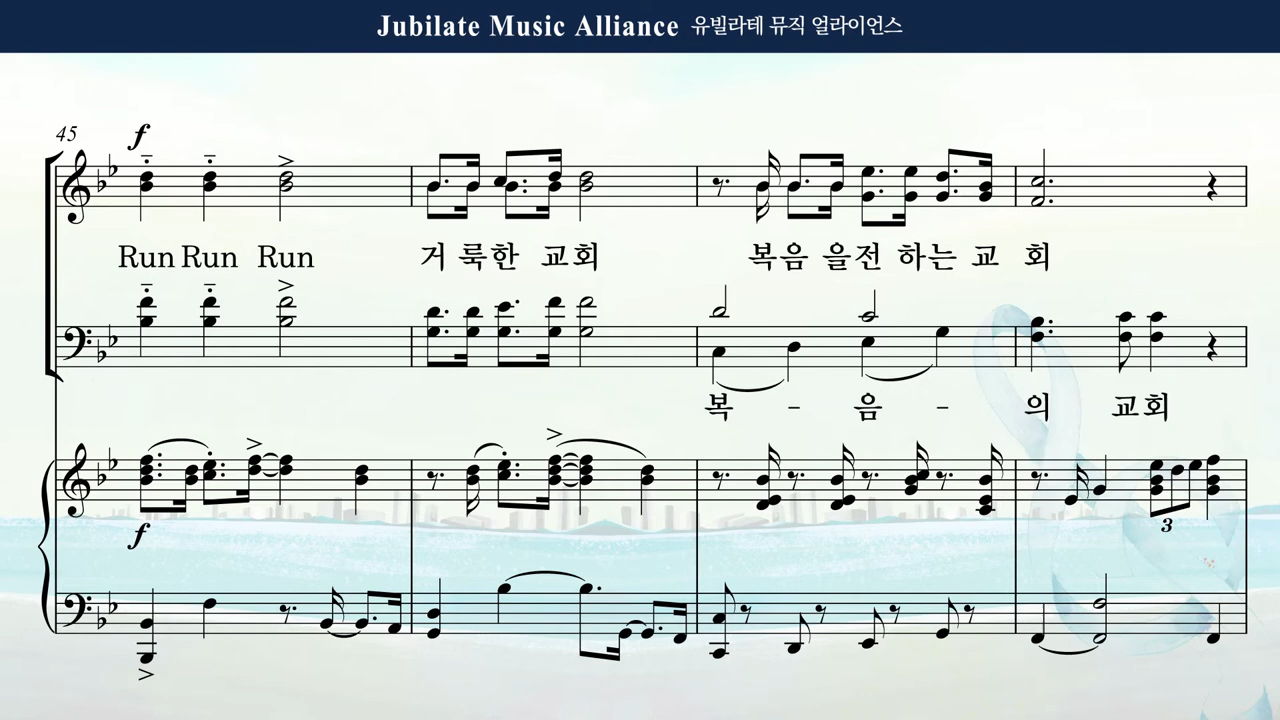 Jubilate Music Alliance 유빌라테 뮤직 얼라이언스
45
f
Run Run Run 거 룩한 교회 복음 을전 하는 교 회
복 - 음 - 의 교회
f
3